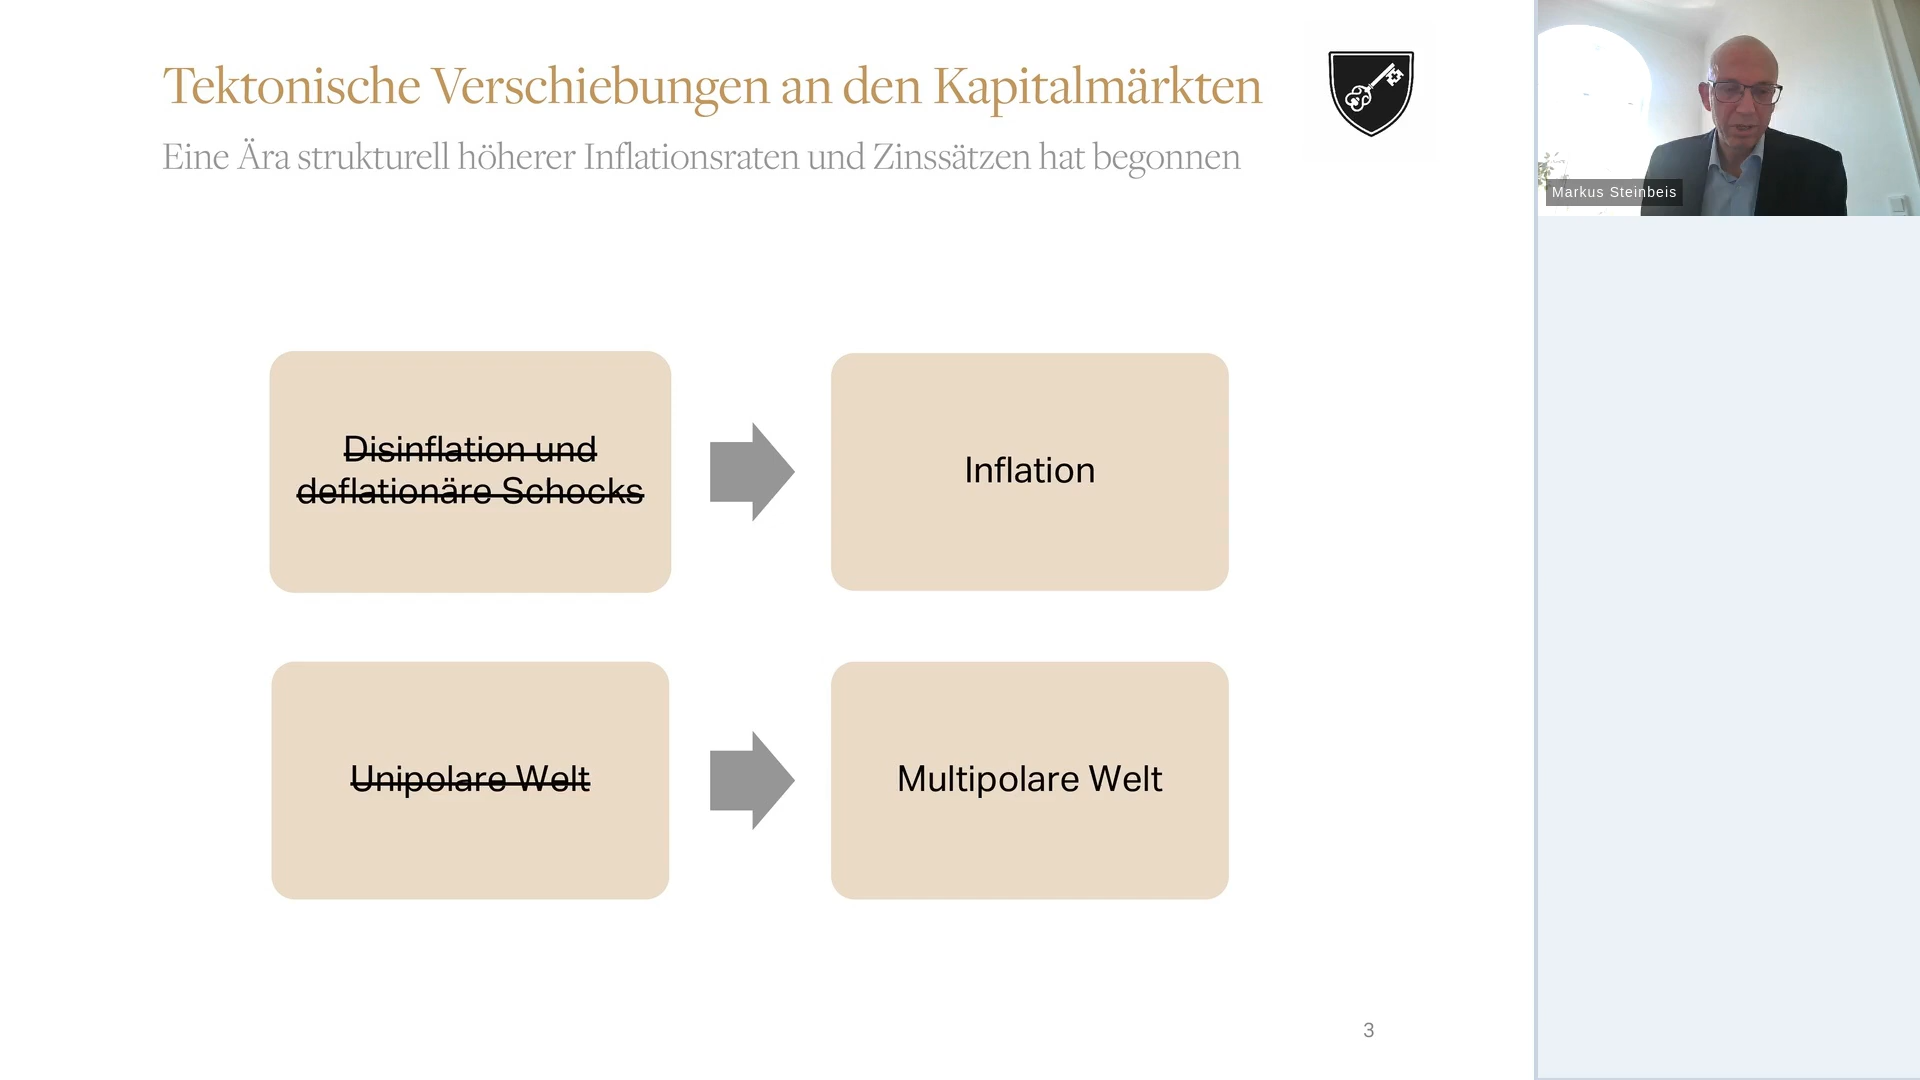 Tektonische Verschiebungen an den Kapitalmärkten
Eine Ära strukturell höherer Inflationsraten und Zinssätzen hat begonnen
Markus Steinbeis
Disinflation und
deflationäre Schocks
Inflation
Unipolare Welt
Multipolare Welt
3